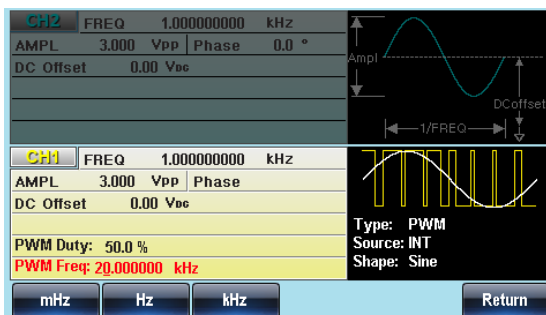 CH2 FREQ 1.000000000 kHz
AMPL 3.000 Vpp Phase 0.0 °
DC Offset 0.00 VDC
Ampl
DCoffset
1/FREQ
CH1 FREQ 1.000000000 kHz
AMPL 3.000 Vpp Phase
DC Offset 0.00 VDC
PWM Duty: 50.0 %
PWM Freq: 20.000000 kHz
Type: PWM
Source: INT
Shape: Sine
mHz Hz kHz Return